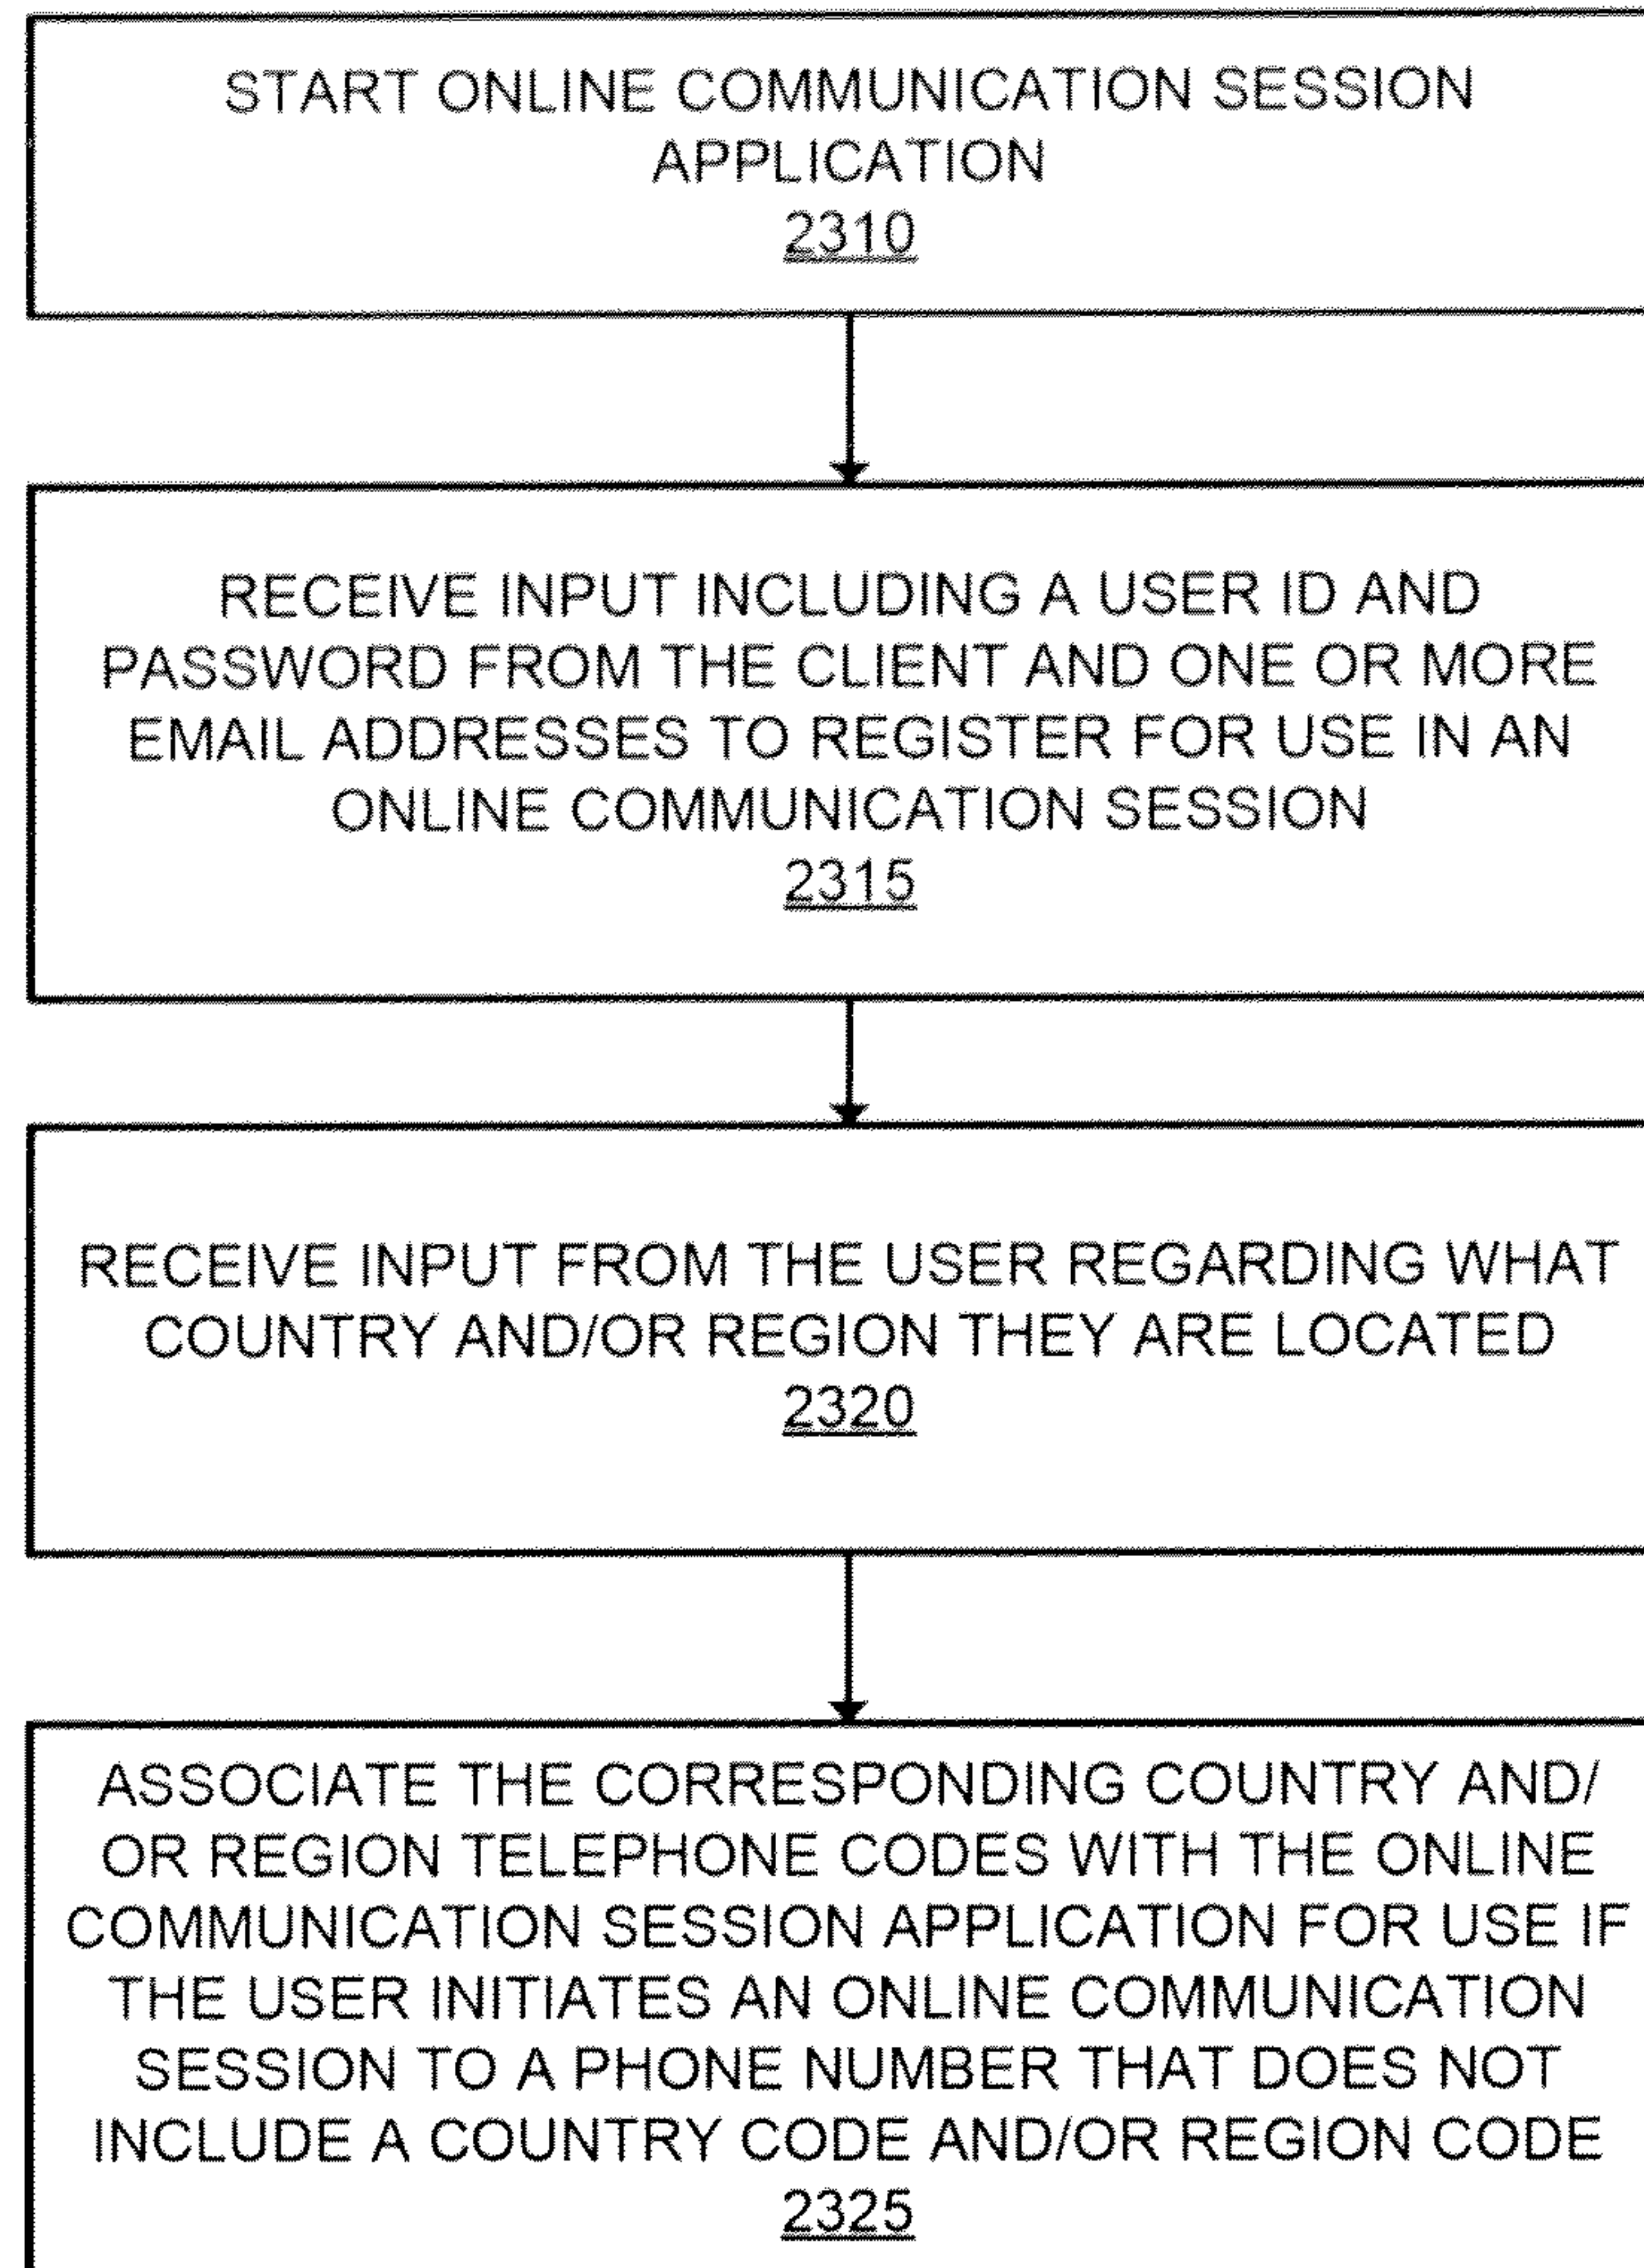 START ONLINE COMMUNICATION SESSION
APPLICATION
2310
RECEIVE INPUT INCLUDING A USER ID AND
PASSWORD FROM THE CLIENT AND ONE OR MORE
EMAIL ADDRESSES TO REGISTER FOR USE IN AN
ONLINE COMMUNICATION SESSION
2315
RECEIVE INPUT FROM THE USER REGARDING WHAT
COUNTRY AND/OR REGION THEY ARE LOCATED
2320
ASSOCIATE THE CORRESPONDING COUNTRY AND/
OR REGION TELEPHONE CODES WITH THE ONLINE
COMMUNICATION SESSION APPLICATION FOR USE IF
THE USER INITIATES AN ONLINE COMMUNICATION
SESSION TO A PHONE NUMBER THAT DOES NOT
INCLUDE A COUNTRY CODE AND/OR REGION CODE
2325